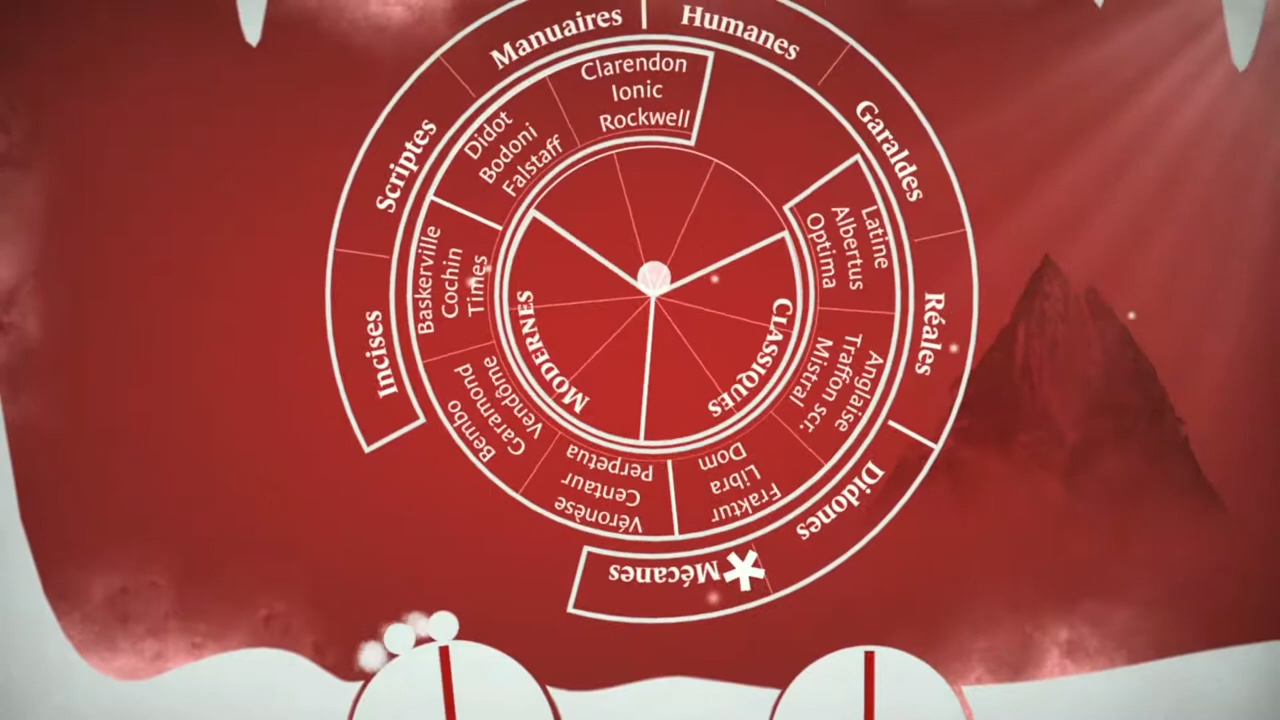 Manuaires
Humanes
Garaldes
Réales
Didones
Mécanes
Incises
Scriptes
Clarendon
Ionic
Rockwell
Latine
Albertus
Optima
Anglaise
Traffon scr.
Mistral
Fraktur
Libra
Dom
Véronèse
Centaur
Perpetua
Bembo
Garamond
Vendôme
Baskerville
Cochin
Times
Didot
Bodoni
Falstaff
CLASSIQUES
MODERNES